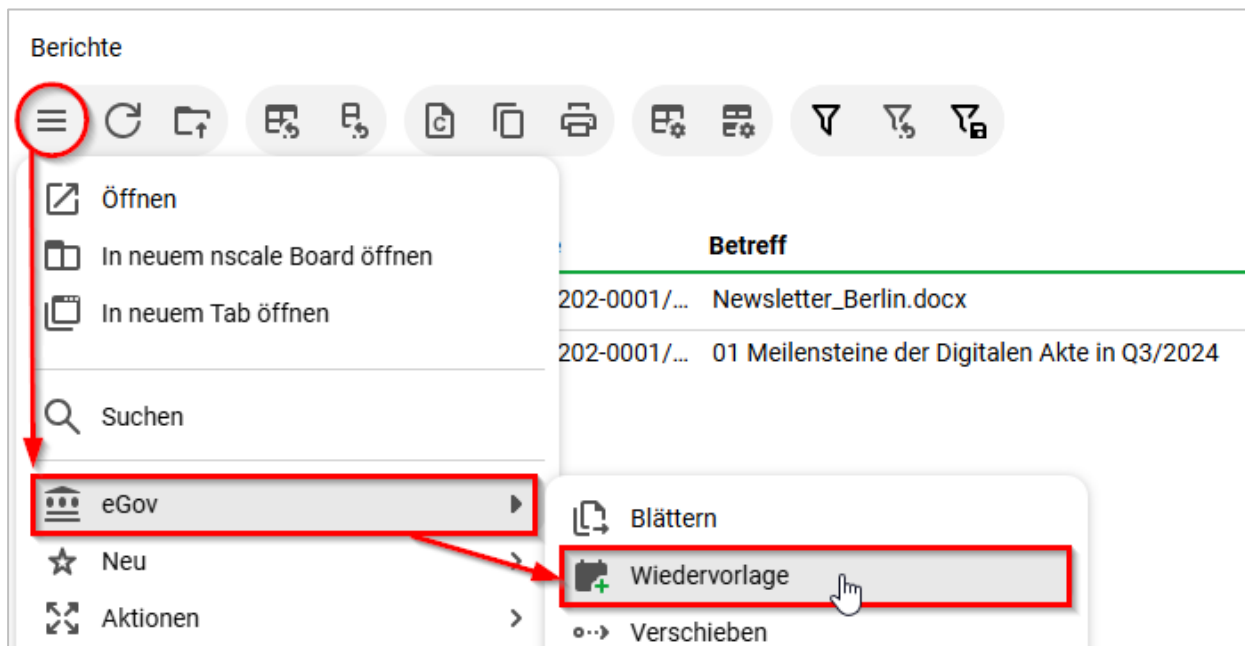 Berichte
Öffnen
In neuem nscale Board öffnen
In neuem Tab öffnen
Suchen
eGov
Neu
Aktionen
Blättern
Wiedervorlage
Verschieben
Betreff
202-0001/... Newsletter_Berlin.docx
202-0001/... 01 Meilensteine der Digitalen Akte in Q3/2024